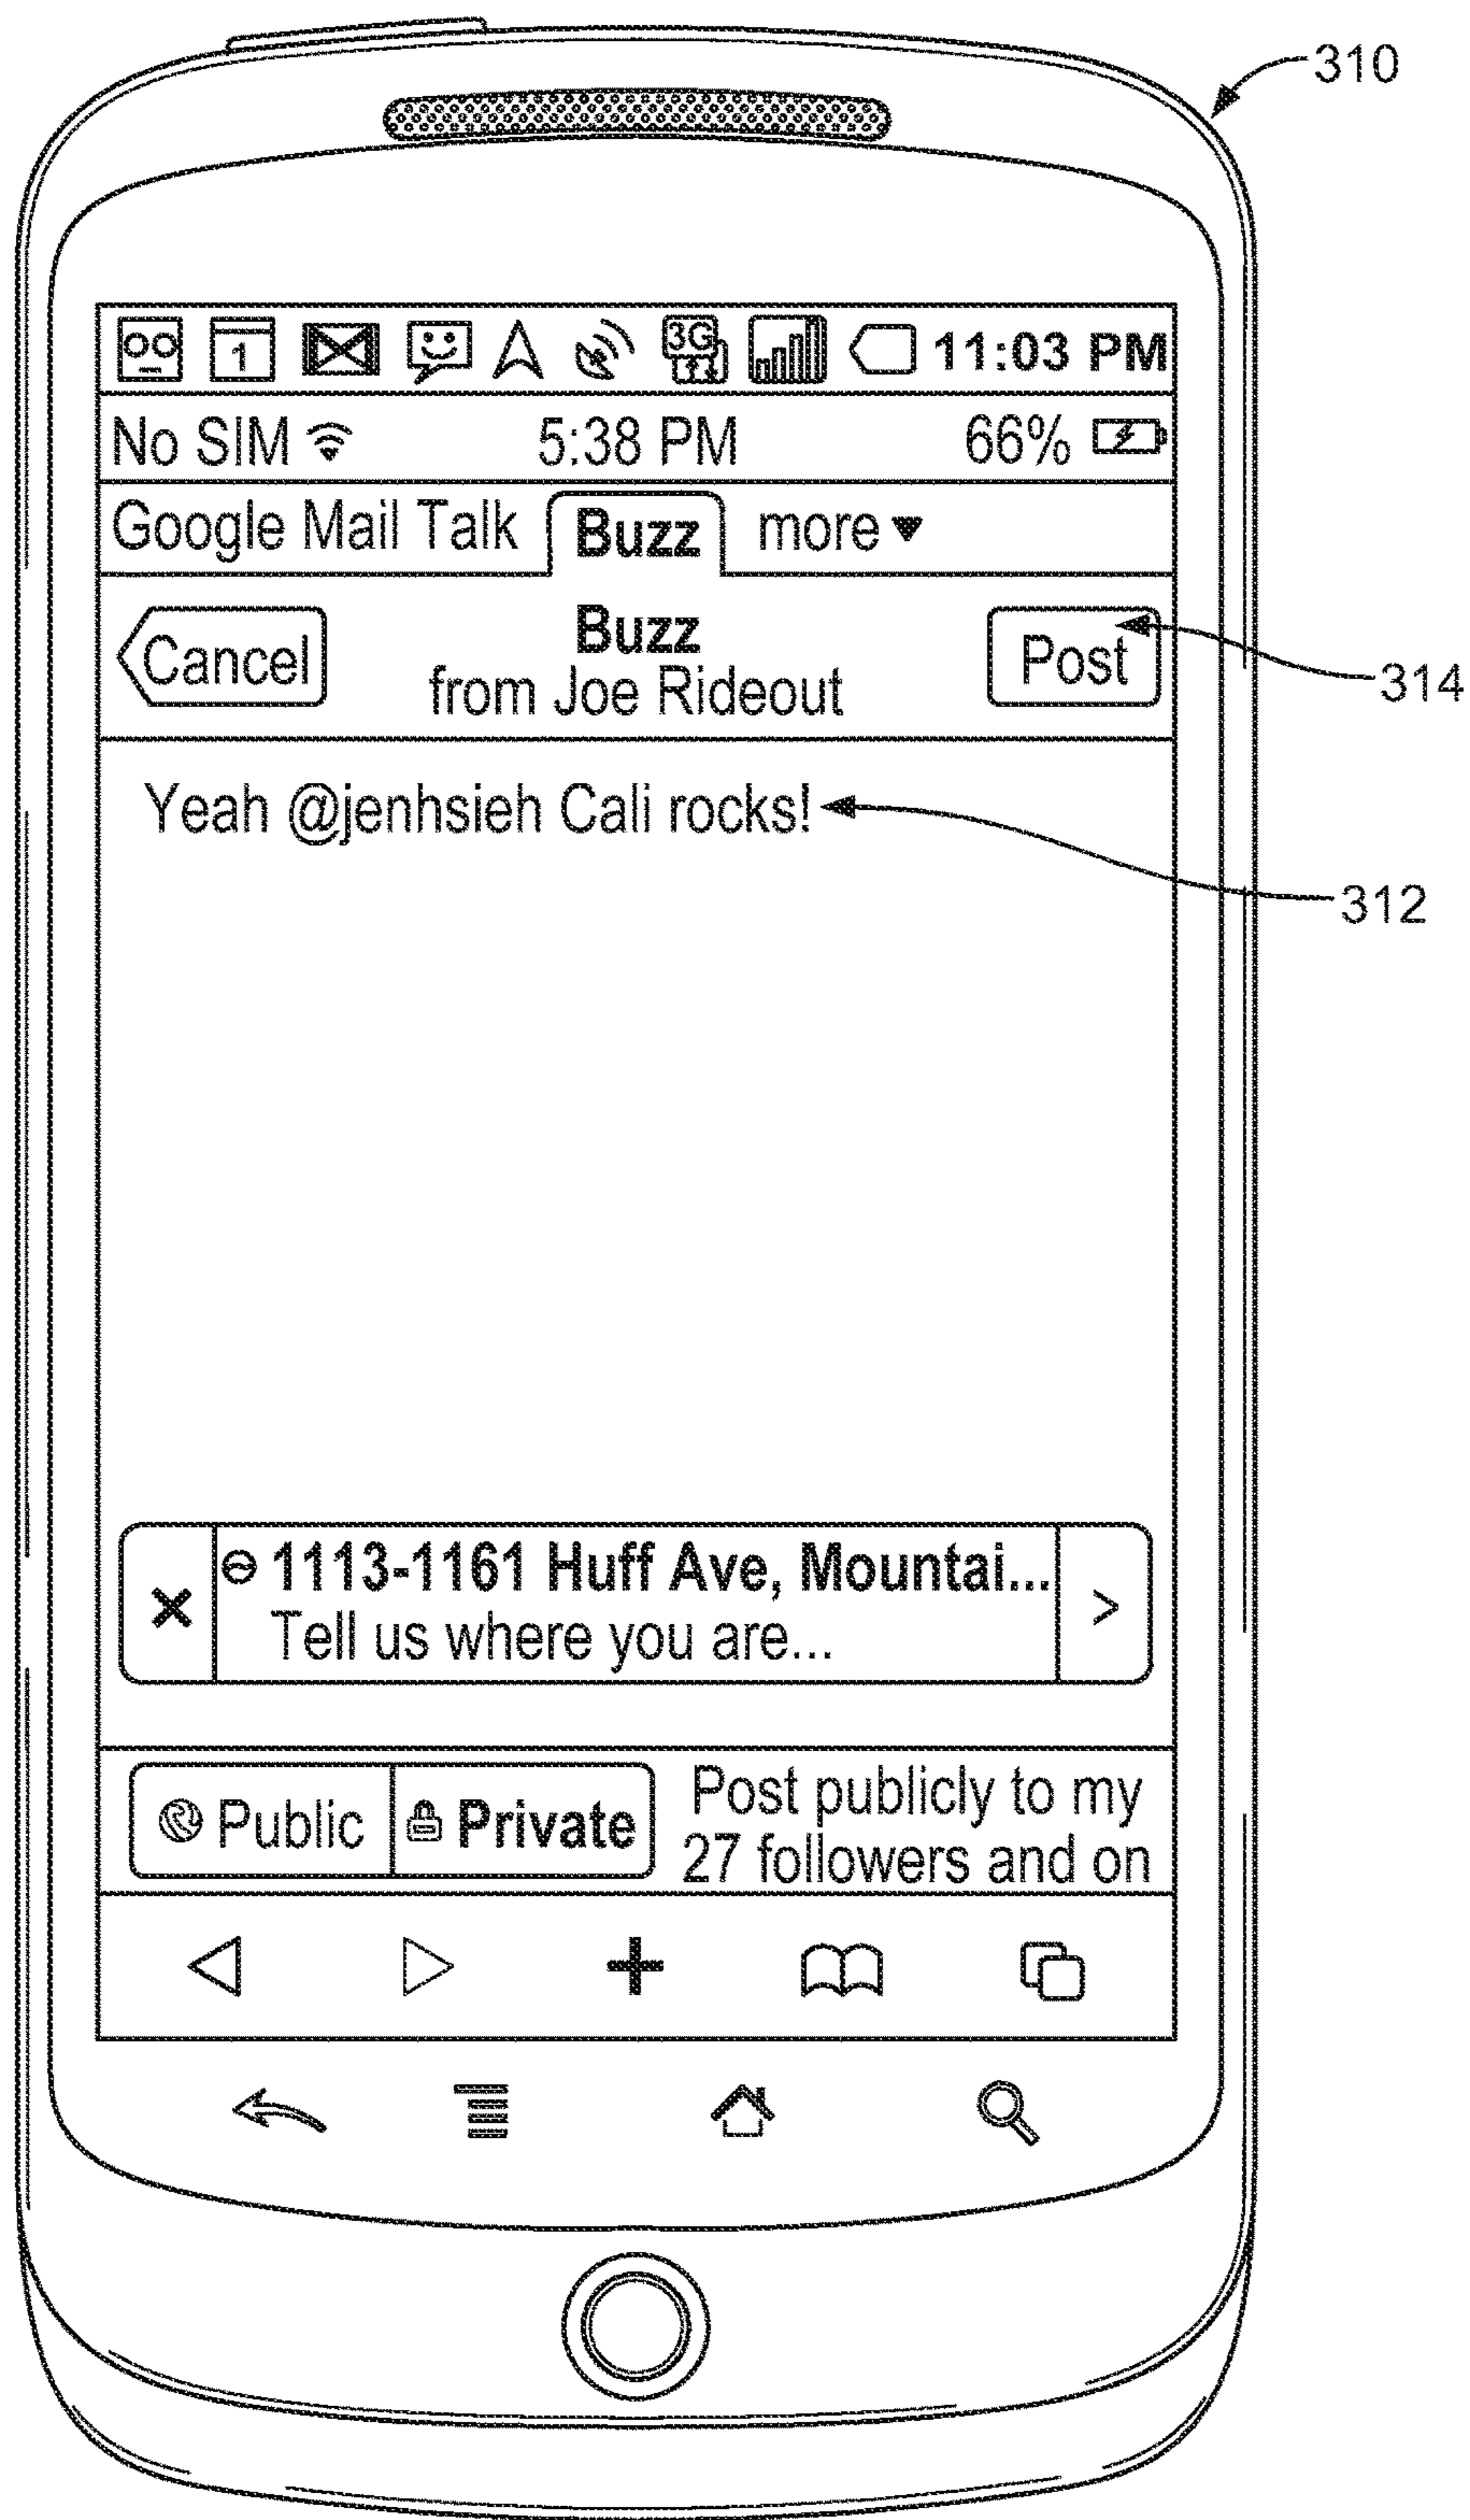 310
1
3G
11:03 PM
No SIM 5:38 PM 66%
Google Mail Talk Buzz more
Cancel
Buzz
from Joe Rideout
Post
314
Yeah @jenhsieh Cali rocks!
312
1113-1161 Huff Ave, Mountai...
Tell us where you are...
Public Private
Post publicly to my
27 followers and on